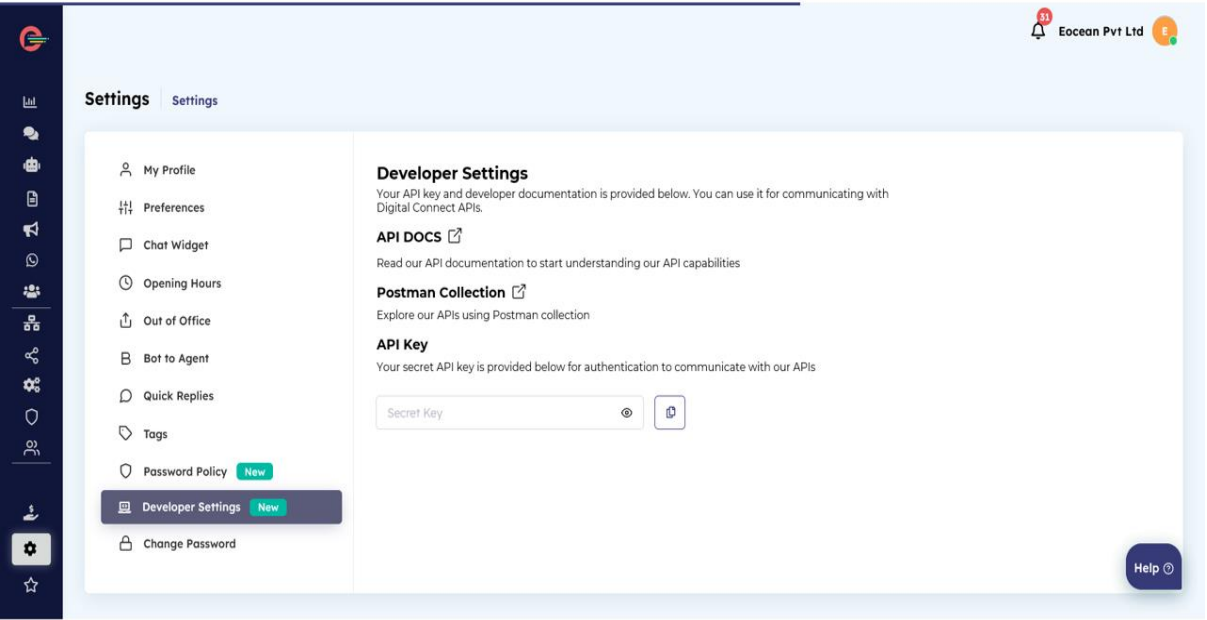 31
Eocean Pvt Ltd
E
Settings
Settings
My Profile
Preferences
Chat Widget
Opening Hours
Out of Office
Bot to Agent
Quick Replies
Tags
Password Policy New
Developer Settings New
Change Password
Developer Settings
Your API key and developer documentation is provided below. You can use it for communicating with
Digital Connect APIs.
API DOCS
Read our API documentation to start understanding our API capabilities
Postman Collection
Explore our APIs using Postman collection
API Key
Your secret API key is provided below for authentication to communicate with our APIs
Secret Key
Help